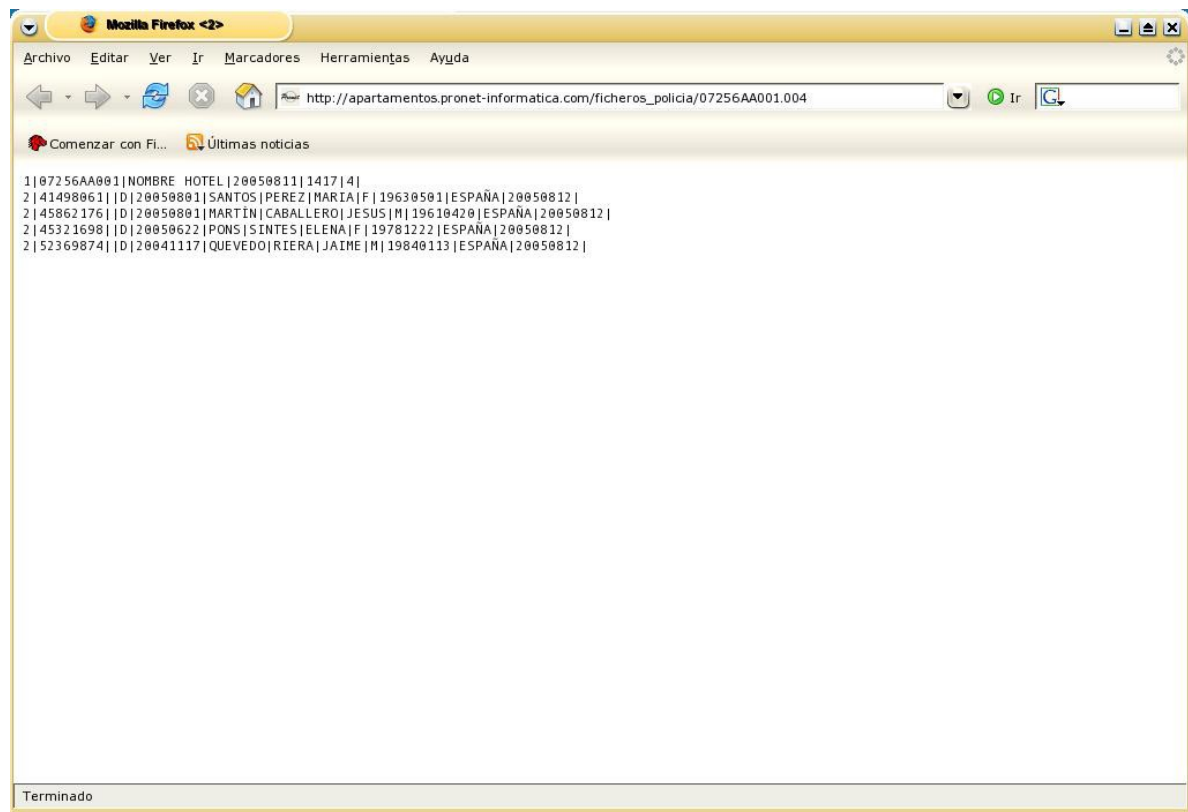 Mozilla Firefox <2>
Archivo Editar Ver Ir Marcadores Herramientas Ayuda
http://apartamentos.pronet-informatica.com/ficheros_policia/07256AA001.004 Ir G
Comenzar con Fi... Últimas noticias
1|07256AA001|NOMBRE HOTEL|20050811|1417|4|
2|41498061||D|20050801|SANTOS|PEREZ|MARIA|F|19630501|ESPAÑA|20050812|
2|45862176||D|20050801|MARTÍN|CABALLERO|JESUS|M|19610420|ESPAÑA|20050812|
2|45321698||D|20050622|PONS|SINTES|ELENA|F|19781222|ESPAÑA|20050812|
2|52369874||D|20041117|QUEVEDO|RIERA|JAIME|M|19840113|ESPAÑA|20050812|
Terminado